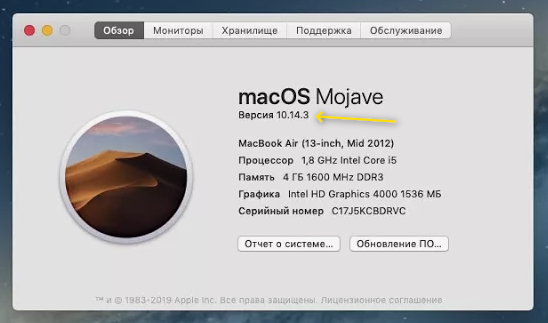 Обзор Мониторы Хранилище Поддержка Обслуживание
macOS Mojave
Версия 10.14.3
MacBook Air (13-inch, Mid 2012)
Процессор 1,8 GHz Intel Core i5
Память 4 ГБ 1600 MHz DDR3
Графика Intel HD Graphics 4000 1536 МБ
Серийный номер C17J5KCBDRVC
Отчет о системе... Обновление ПО...
™ и © 1983-2019 Apple Inc. Все права защищены. Лицензионное соглашение